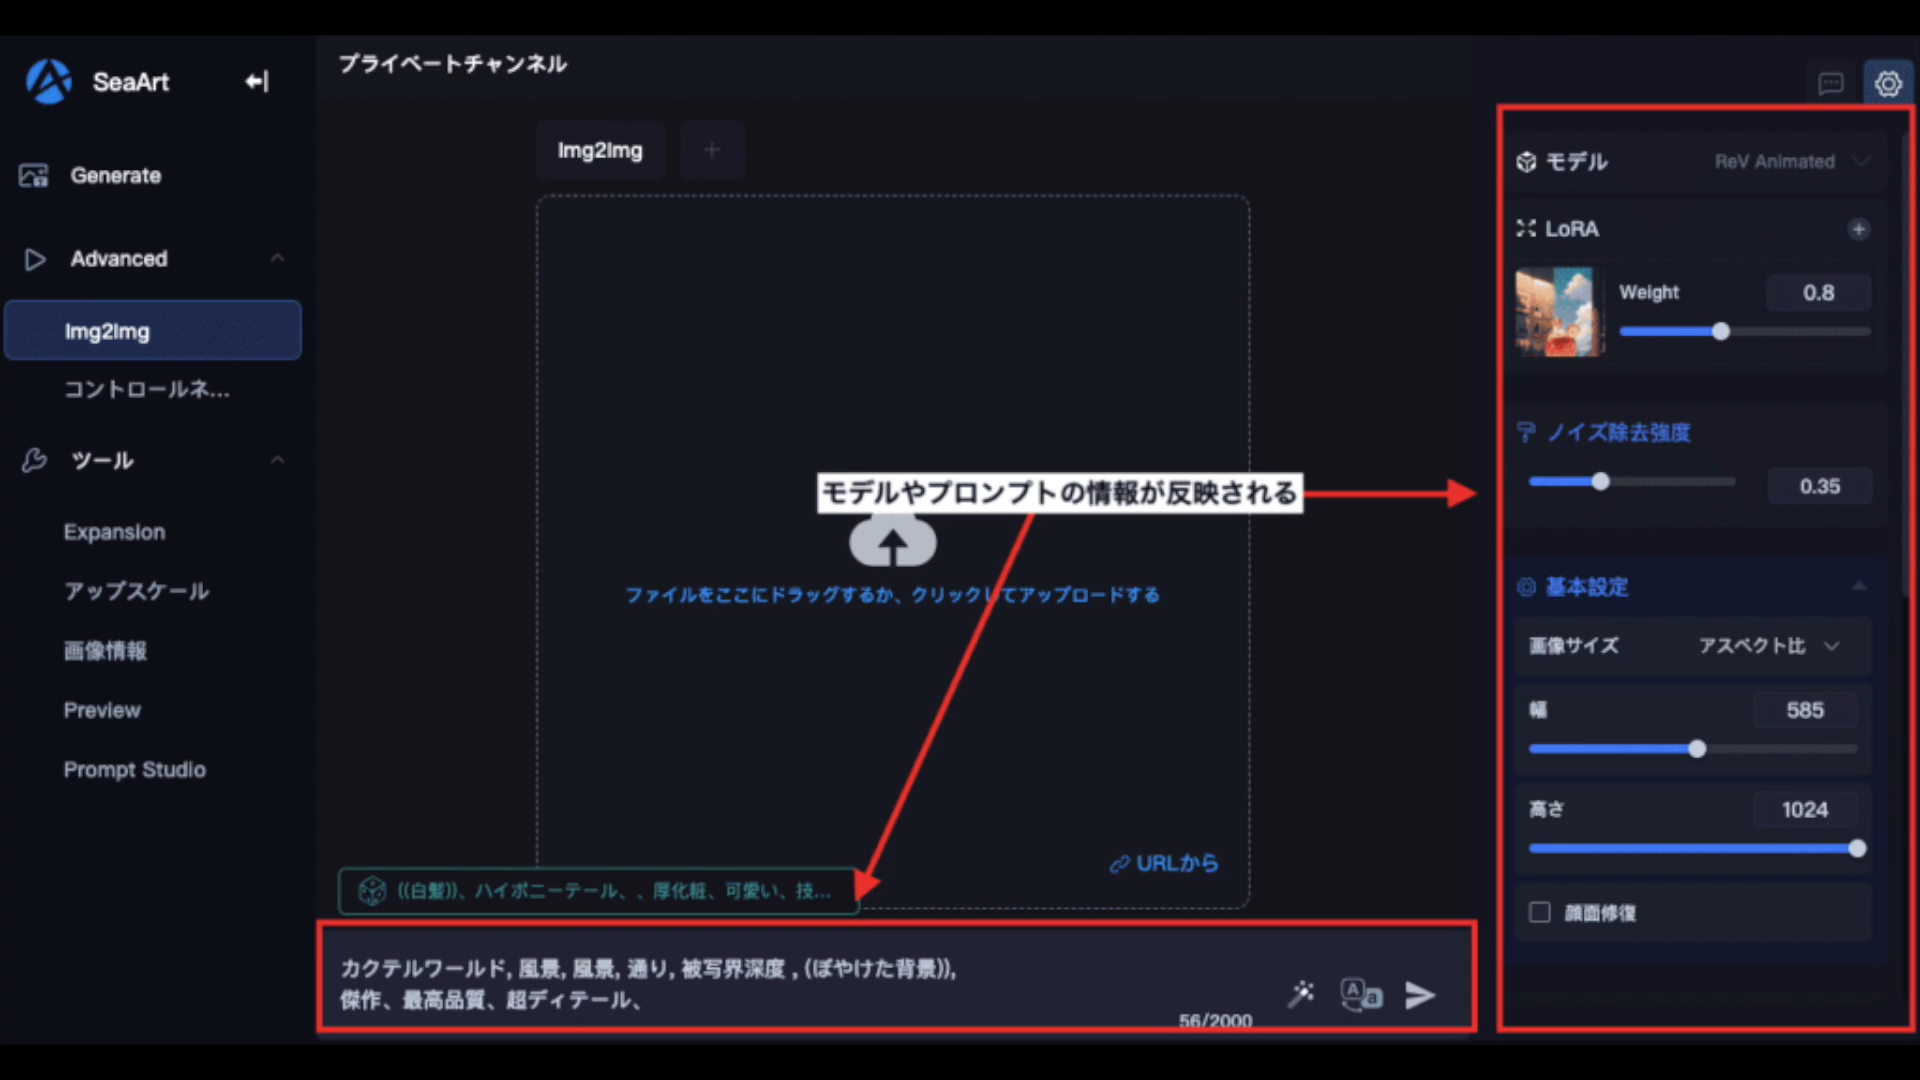 SeaArt
プライベートチャンネル
Generate
Advanced
Img2Img
コントロールネ...
ツール
Expansion
アップスケール
画像情報
Preview
Prompt Studio
Img2Img
+
モデルやプロンプトの情報が反映される
ファイルをここにドラッグするか、クリックしてアップロードする
URLから
((白髪))、ハイポニーテール、、厚化粧、可愛い、技...
カクテルワールド, 風景, 風景, 通り, 被写界深度 , (ぼやけた背景)),
傑作、最高品質、超ディテール、
56/2000
モデル ReV Animated
LoRA
Weight 0.8
ノイズ除去強度
0.35
基本設定
画像サイズ アスペクト比
幅 585
高さ 1024
顔面修復